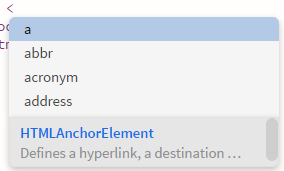 <
a
abbr
acronym
address
HTMLAnchorElement
Defines a hyperlink, a destination …